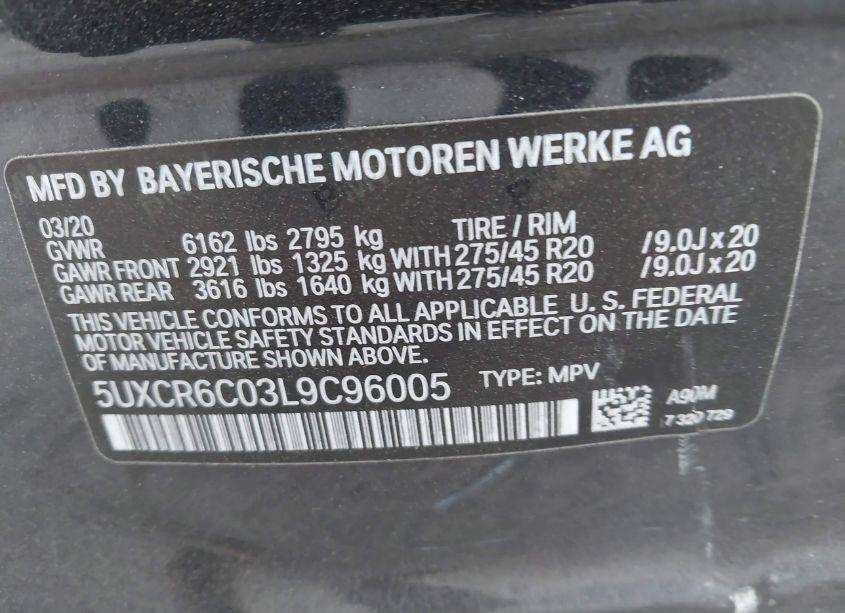 MFD BY BAYERISCHE MOTOREN WERKE AG
03/20 TIRE / RIM
GVWR 6162 lbs 2795 kg
GAWR FRONT 2921 lbs 1325 kg WITH 275/45 R20 /9.0J x 20
GAWR REAR 3616 lbs 1640 kg WITH 275/45 R20 /9.0J x 20
THIS VEHICLE CONFORMS TO ALL APPLICABLE U. S. FEDERAL
MOTOR VEHICLE SAFETY STANDARDS IN EFFECT ON THE DATE
OF MANUFACTURE SHOWN ABOVE.
5UXCR6C03L9C96005 TYPE: MPV
A90M
7320729